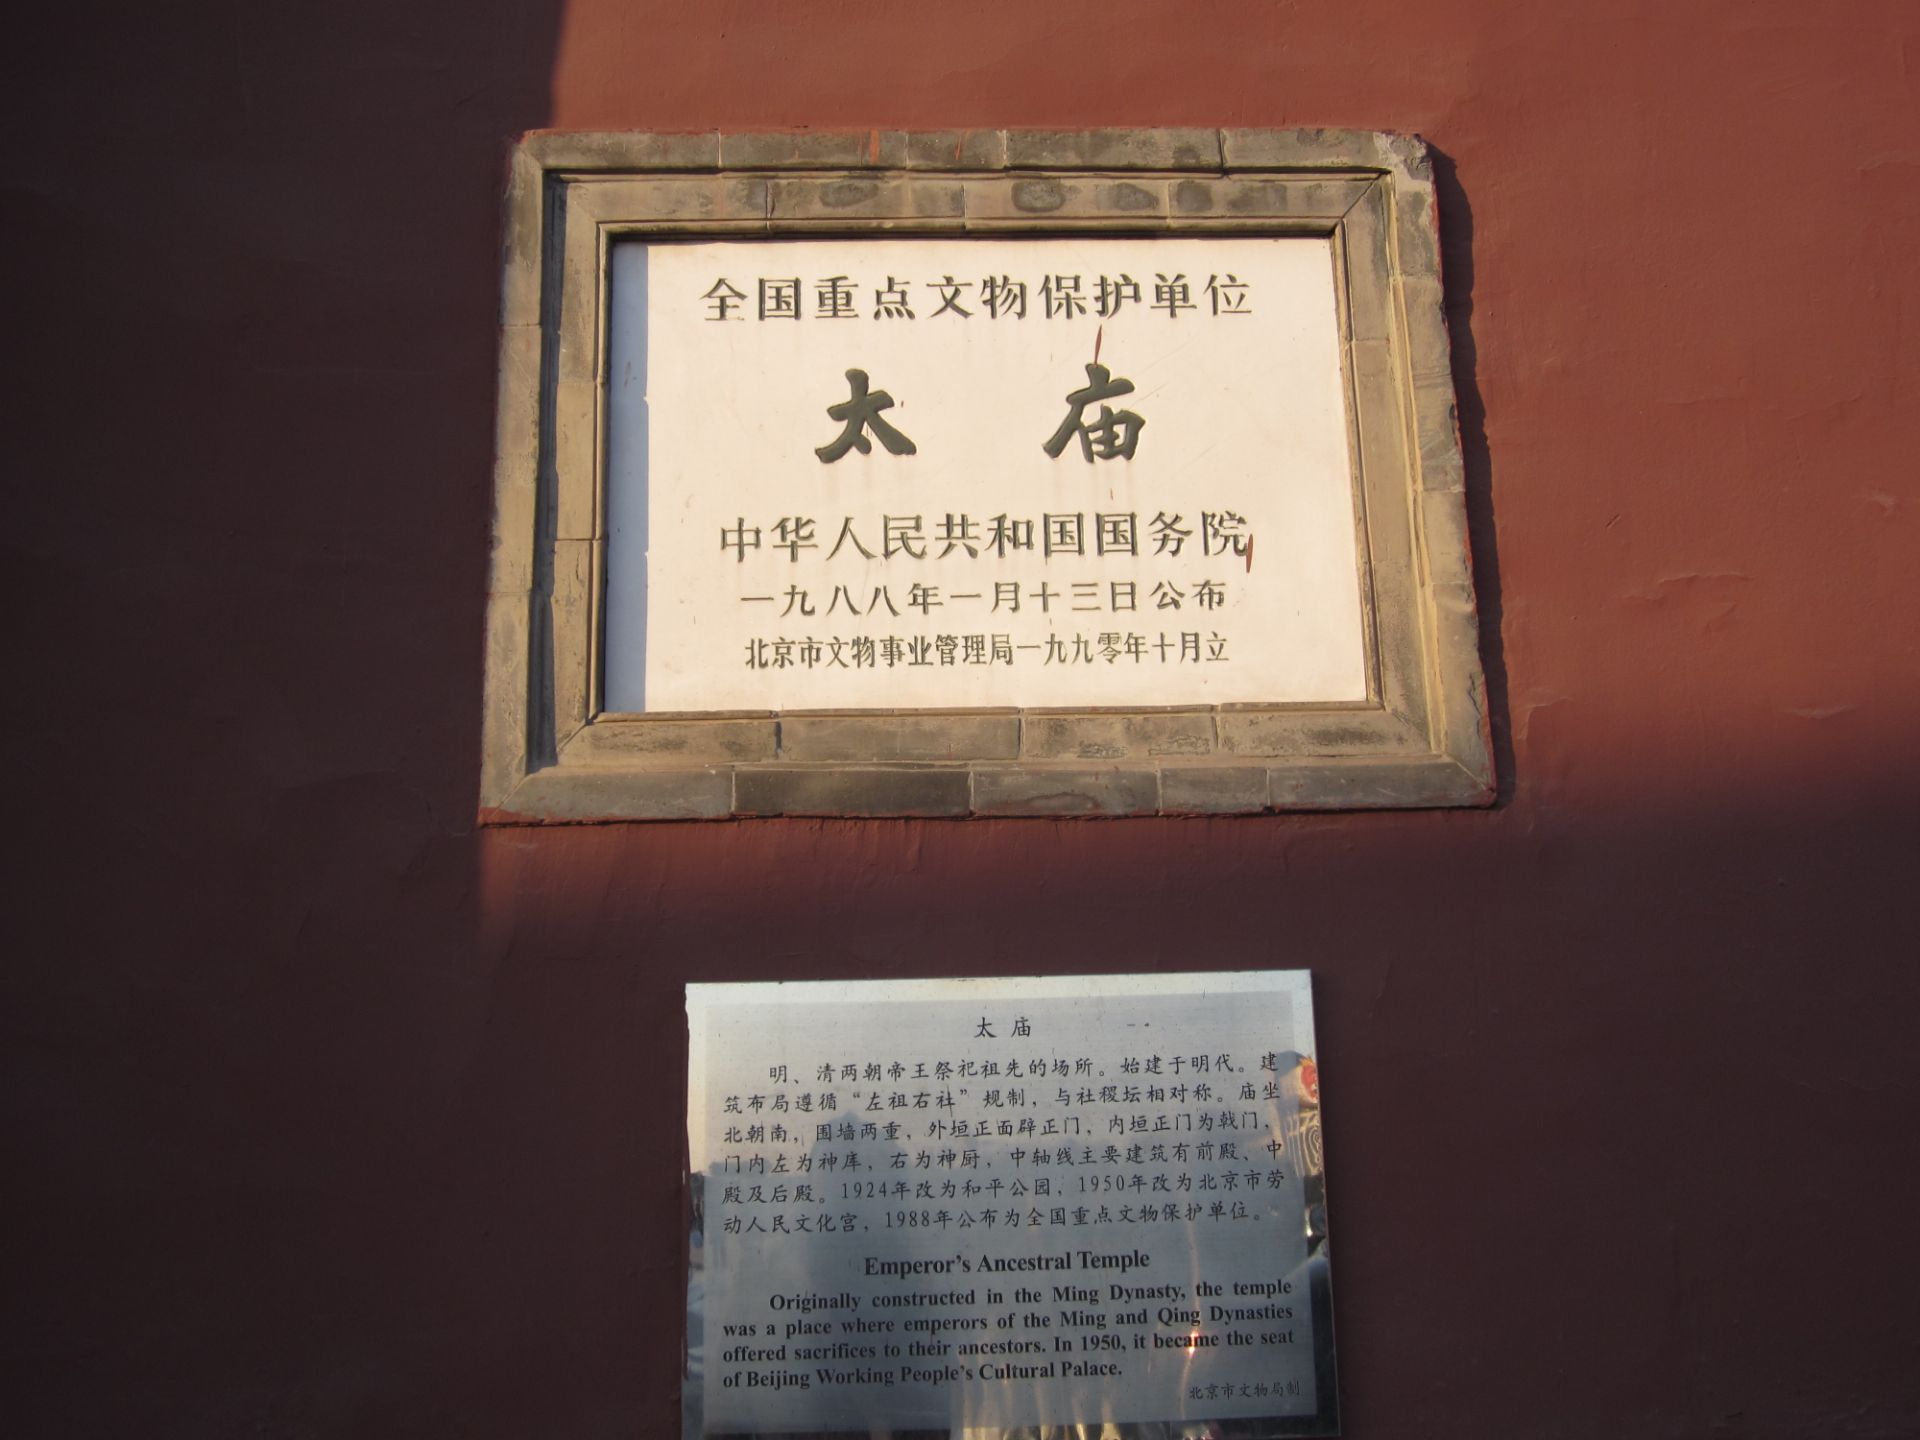 全国重点文物保护单位
太庙
中华人民共和国国务院
一九八八年一月十三日公布
北京市文物事业管理局一九九零年十月立
太庙
明、清两朝帝王祭祀祖先的场所。始建于明代。建
筑布局遵循“左祖右社”规制，与社稷坛相对称。庙坐
北朝南，围墙两重，外垣正面辟正门，内垣正门为戟门，
门内左为神库，右为神厨，中轴线主要建筑有前殿、中
殿及后殿。1924年改为和平公园，1950年改为北京市劳
动人民文化宫，1988年公布为全国重点文物保护单位。
Emperor's Ancestral Temple
Originally constructed in the Ming Dynasty, the temple
was a place where emperors of the Ming and Qing Dynasties
offered sacrifices to their ancestors. In 1950, it became the seat
of Beijing Working People's Cultural Palace.
北京市文物局制